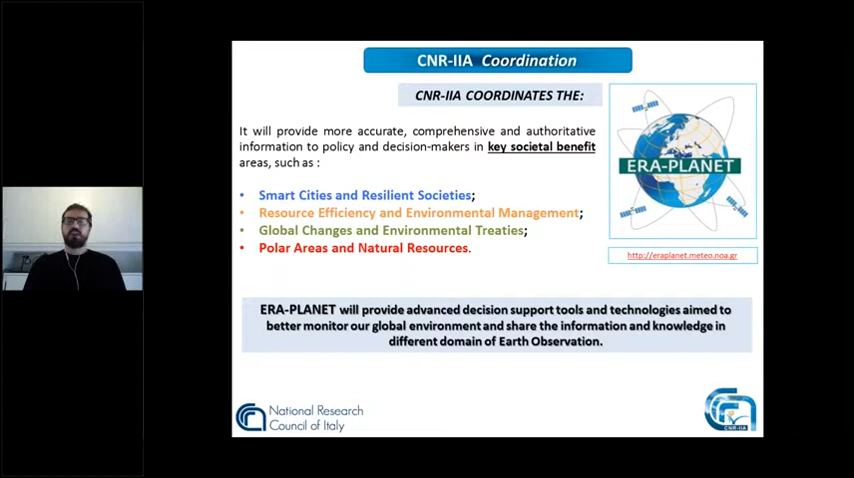 CNR-IIA Coordination
CNR-IIA COORDINATES THE:
It will provide more accurate, comprehensive and authoritative
information to policy and decision-makers in key societal benefit
areas, such as :
• Smart Cities and Resilient Societies;
• Resource Efficiency and Environmental Management;
• Global Changes and Environmental Treaties;
• Polar Areas and Natural Resources.
ERA-PLANET
http://eraplanet.meteo.noa.gr
ERA-PLANET will provide advanced decision support tools and technologies aimed to
better monitor our global environment and share the information and knowledge in
different domain of Earth Observation.
National Research
Council of Italy
CNR-IIA